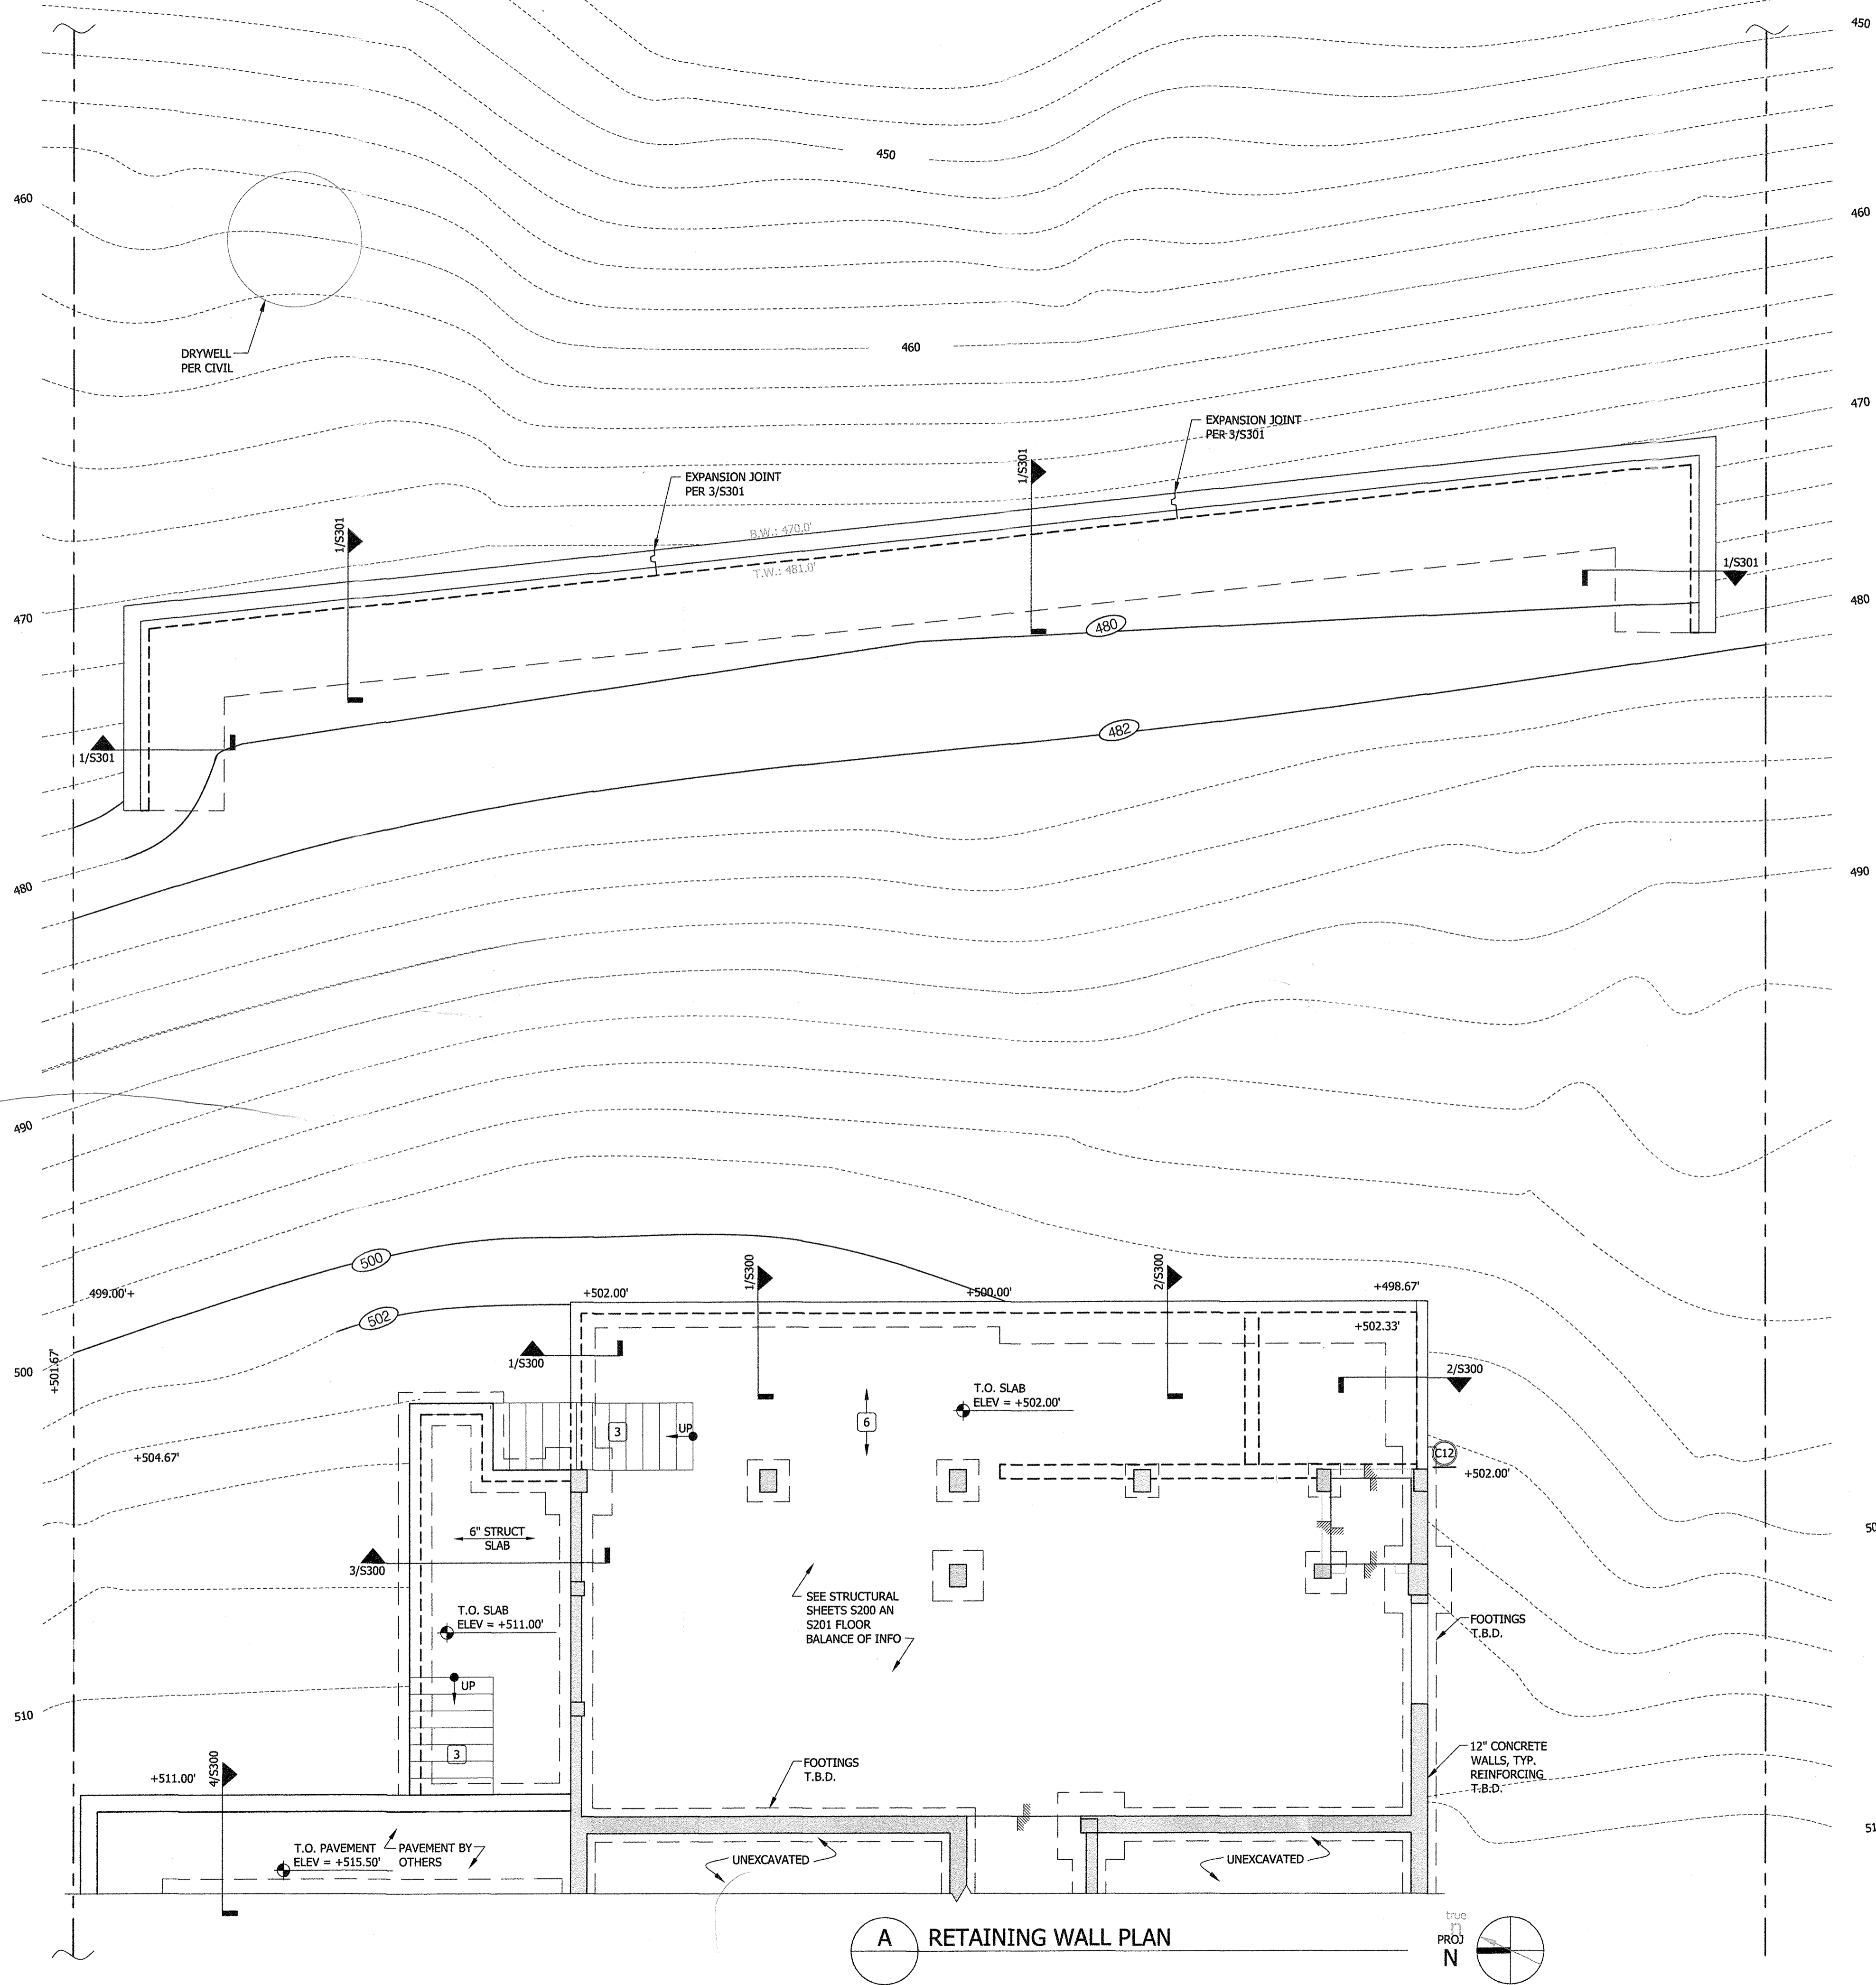 450
450
460
460
460
DRYWELL
PER CIVIL
470
EXPANSION JOINT
PER 3/S301
1/S301
EXPANSION JOINT
PER 3/S301
1/S301
B.W.: 470.0'
T.W.: 481.0'
1/S301
470
480
480
1/S301
482
480
490
490
500
1/S300
2/S300
499.00'+
+502.00'
+500.00'
+498.67'
502
+502.33'
1/S300
+501.67'
500
2/S300
T.O. SLAB
ELEV = +502.00'
6
3
UP
C12
+504.67'
+502.00'
50
6" STRUCT
SLAB
3/S300
SEE STRUCTURAL
SHEETS S200 AN
S201 FLOOR
BALANCE OF INFO
T.O. SLAB
ELEV = +511.00'
FOOTINGS
T.B.D.
UP
510
3
12" CONCRETE
WALLS, TYP.
REINFORCING
T.B.D.
FOOTINGS
T.B.D.
+511.00'
4/S300
51
T.O. PAVEMENT
ELEV = +515.50'
PAVEMENT BY
OTHERS
UNEXCAVATED
UNEXCAVATED
A
RETAINING WALL PLAN
true
n
PROJ
N